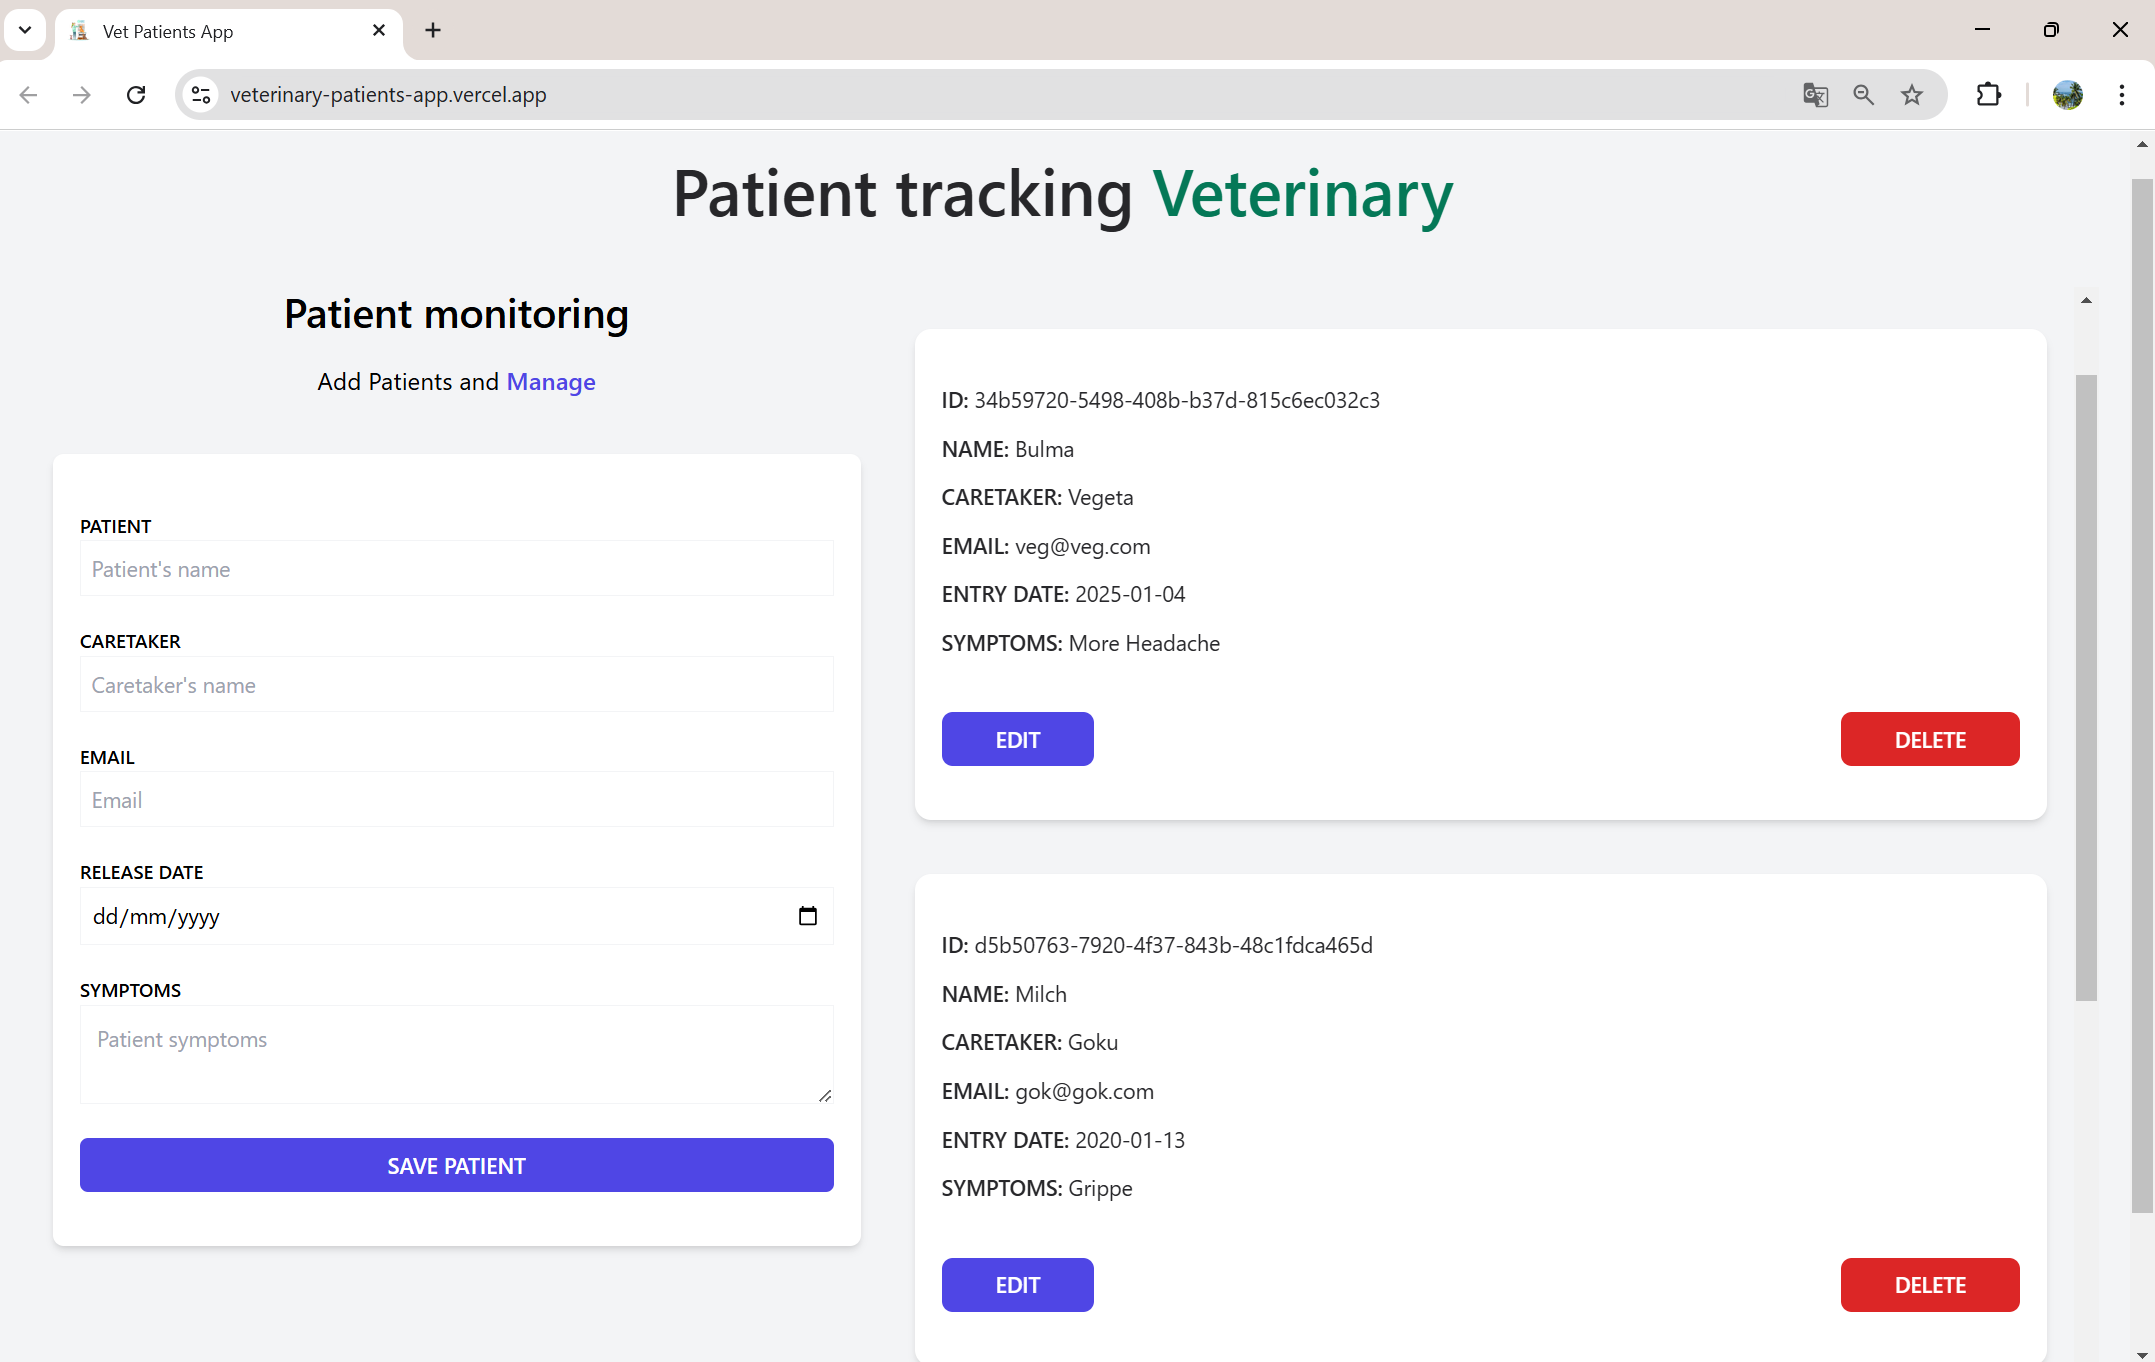 Vet Patients App
veterinary-patients-app.vercel.app
Patient tracking Veterinary
Patient monitoring
Add Patients and Manage
PATIENT
Patient's name
CARETAKER
Caretaker's name
EMAIL
Email
RELEASE DATE
dd/mm/yyyy
SYMPTOMS
Patient symptoms
SAVE PATIENT
ID: 34b59720-5498-408b-b37d-815c6ec032c3
NAME: Bulma
CARETAKER: Vegeta
EMAIL: veg@veg.com
ENTRY DATE: 2025-01-04
SYMPTOMS: More Headache
EDIT
DELETE
ID: d5b50763-7920-4f37-843b-48c1fdca465d
NAME: Milch
CARETAKER: Goku
EMAIL: gok@gok.com
ENTRY DATE: 2020-01-13
SYMPTOMS: Grippe
EDIT
DELETE